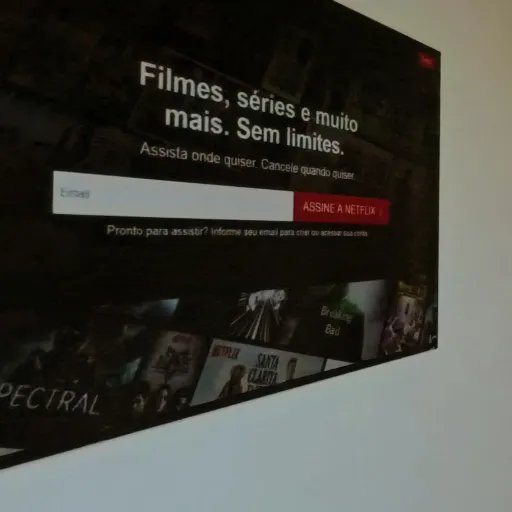 Filmes, séries e muito
mais. Sem limites.
Assista onde quiser. Cancele quando quiser.
Email
ASSINE A NETFLIX
Pronto para assistir? Informe seu email para criar ou acessar sua conta.
Breaking
Bad
NETFLIX
SANTA
CLARITA
PECTRAL